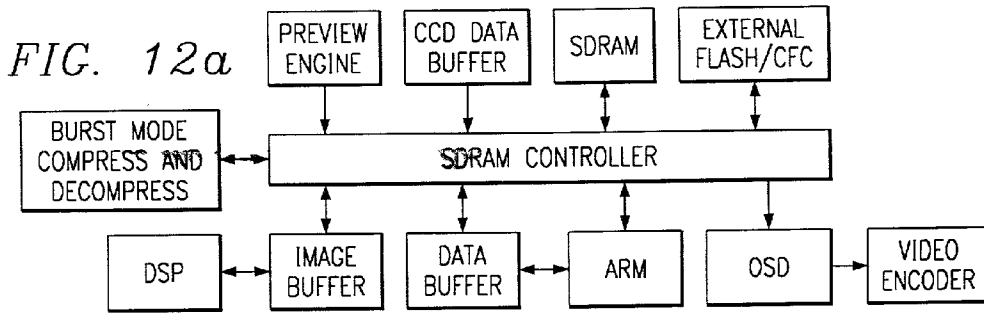 FIG. 12a
PREVIEW
ENGINE
CCD DATA
BUFFER
SDRAM
EXTERNAL
FLASH/CFC
BURST MODE
COMPRESS AND
DECOMPRESS
SDRAM CONTROLLER
DSP
IMAGE
BUFFER
DATA
BUFFER
ARM
OSD
VIDEO
ENCODER